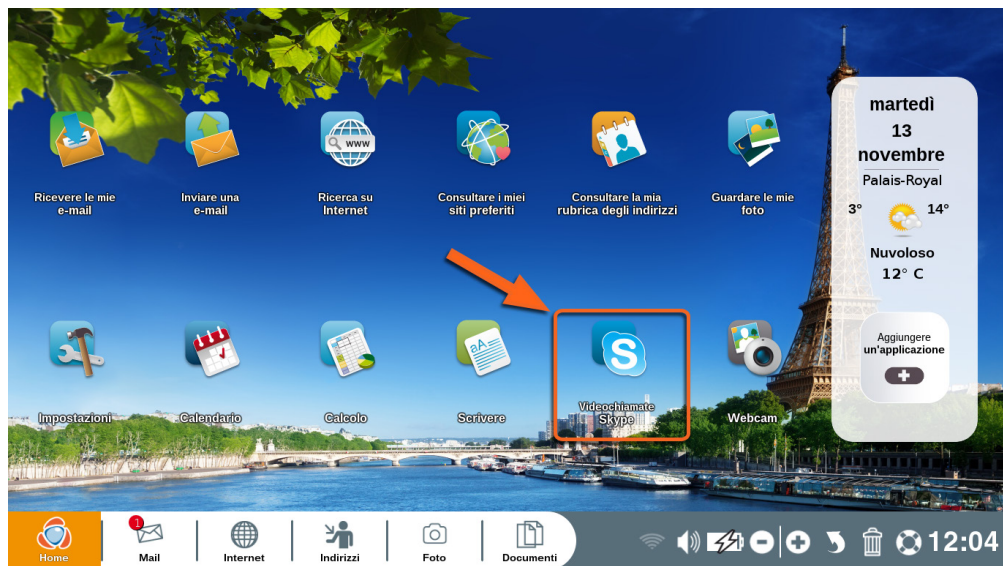 Ricevere le mie
e-mail
Inviare una
e-mail
www
Ricerca su
Internet
Consultare i miei
siti preferiti
Consultare la mia
rubrica degli indirizzi
Guardare le mie
foto
Impostazioni
Calendario
Calcolo
aA
Scrivere
S
Videochiamate
Skype
Webcam
martedì
13
novembre
Palais-Royal
3°
14°
Nuvoloso
12° C
Aggiungere
un'applicazione
Home
1
Mail
Internet
Indirizzi
Foto
Documenti
12:04